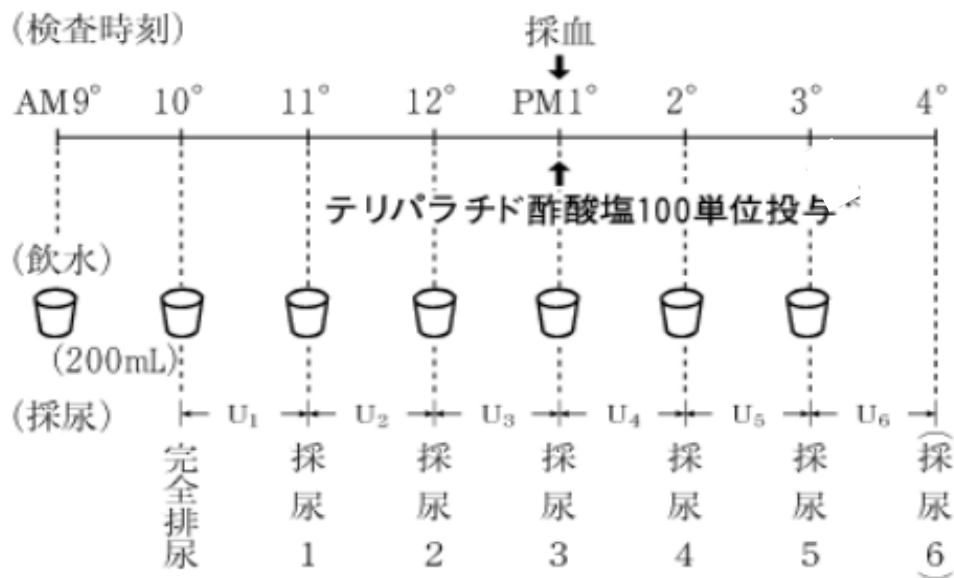 (検査時刻)
採血
AM9° 10° 11° 12° PM1° 2° 3° 4°
テリパラチド酢酸塩100単位投与
(飲水)
(200mL)
(採尿) U₁ U₂ U₃ U₄ U₅ U₆
完全排尿
採尿1
採尿2
採尿3
採尿4
採尿5
(採尿6)